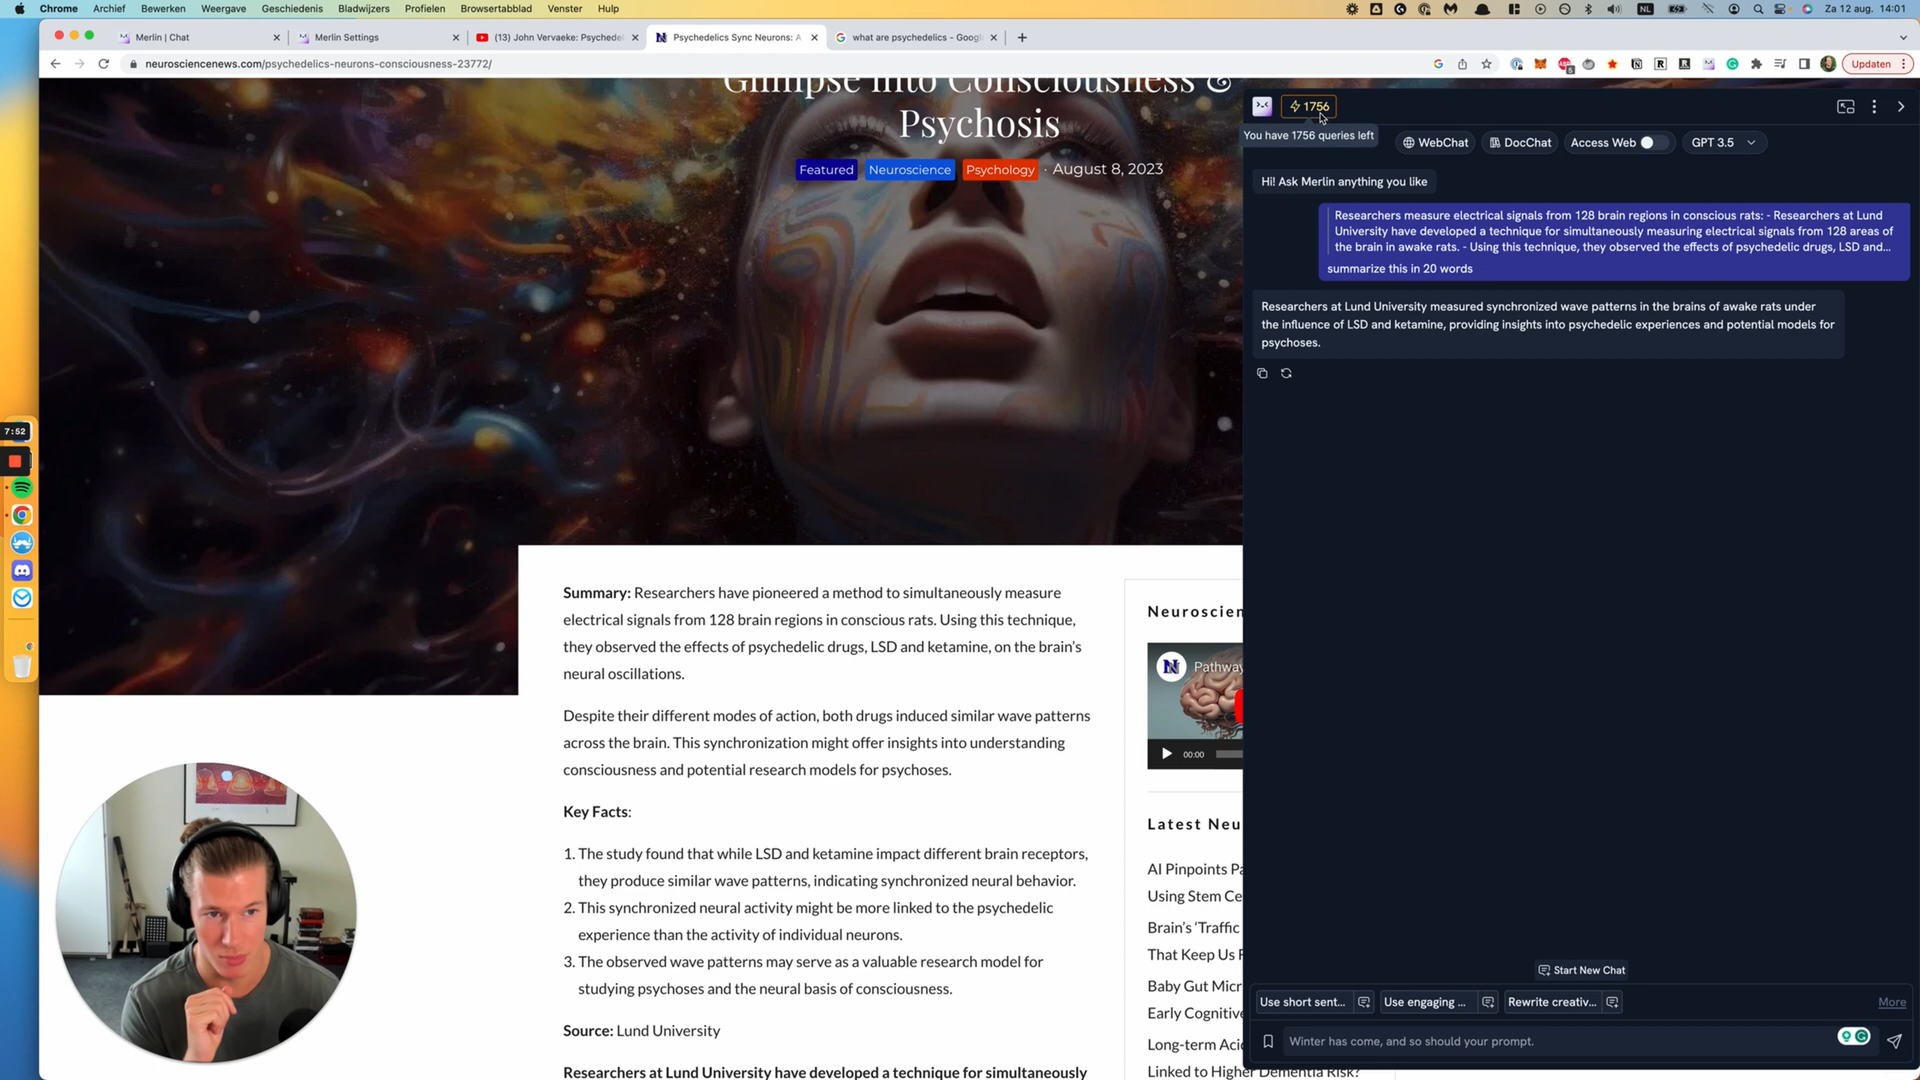 Chrome Archief Bewerken Weergave Geschiedenis Bladwijzers Profielen Browsertabblad Venster Hulp
NL Za 12 aug. 14:01
Merlin | Chat
Merlin Settings
(13) John Vervaeke: Psychedel
Psychedelics Sync Neurons: A
what are psychedelics - Googl
neurosciencenews.com/psychedelics-neurons-consciousness-23772/
Updaten
Glimpse into Consciousness &
Psychosis
Featured Neuroscience Psychology · August 8, 2023
7:52
Summary: Researchers have pioneered a method to simultaneously measure
electrical signals from 128 brain regions in conscious rats. Using this technique,
they observed the effects of psychedelic drugs, LSD and ketamine, on the brain's
neural oscillations.
Despite their different modes of action, both drugs induced similar wave patterns
across the brain. This synchronization might offer insights into understanding
consciousness and potential research models for psychoses.
Key Facts:
1. The study found that while LSD and ketamine impact different brain receptors,
they produce similar wave patterns, indicating synchronized neural behavior.
2. This synchronized neural activity might be more linked to the psychedelic
experience than the activity of individual neurons.
3. The observed wave patterns may serve as a valuable research model for
studying psychoses and the neural basis of consciousness.
Source: Lund University
Researchers at Lund University have developed a technique for simultaneously
Neuroscien
N Pathway
00:00
Latest Neu
AI Pinpoints Pa
Using Stem Ce
Brain's 'Traffic
That Keep Us F
Baby Gut Micr
Early Cognitive
Long-term Acid
Linked to Higher Dementia Risk?
1756
You have 1756 queries left
WebChat DocChat Access Web GPT 3.5
Hi! Ask Merlin anything you like
Researchers measure electrical signals from 128 brain regions in conscious rats: - Researchers at Lund
University have developed a technique for simultaneously measuring electrical signals from 128 areas of
the brain in awake rats. - Using this technique, they observed the effects of psychedelic drugs, LSD and...
summarize this in 20 words
Researchers at Lund University measured synchronized wave patterns in the brains of awake rats under
the influence of LSD and ketamine, providing insights into psychedelic experiences and potential models for
psychoses.
Start New Chat
Use short sent... Use engaging ... Rewrite creativ... More
Winter has come, and so should your prompt.